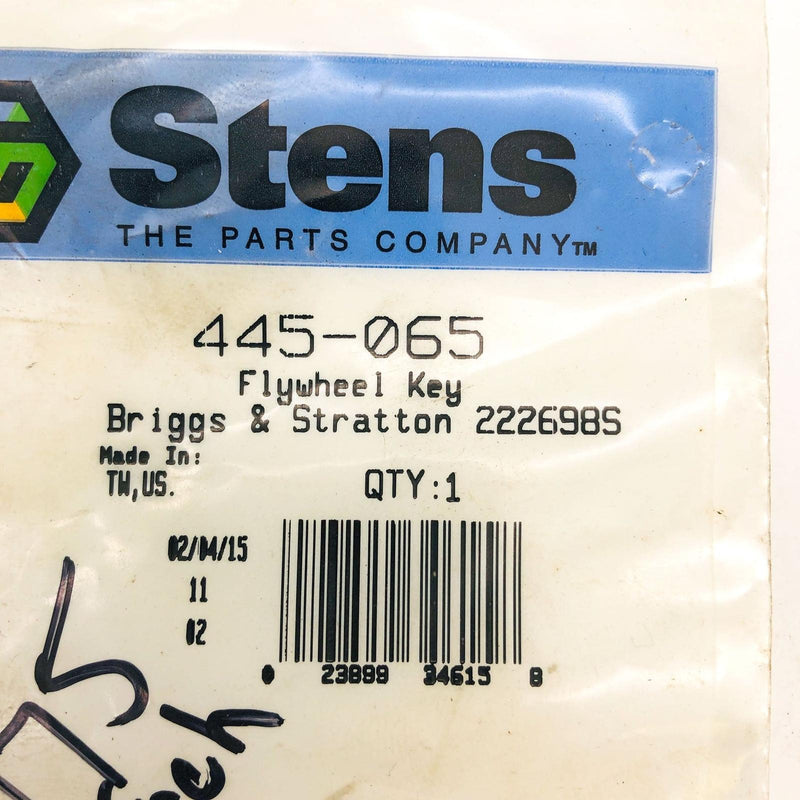 Stens
THE PARTS COMPANY™
445-065
Flywheel Key
Briggs & Stratton 222698S
Made In:
TW,US.
QTY:1
02/04/15
11
02
0 23899 34615 8